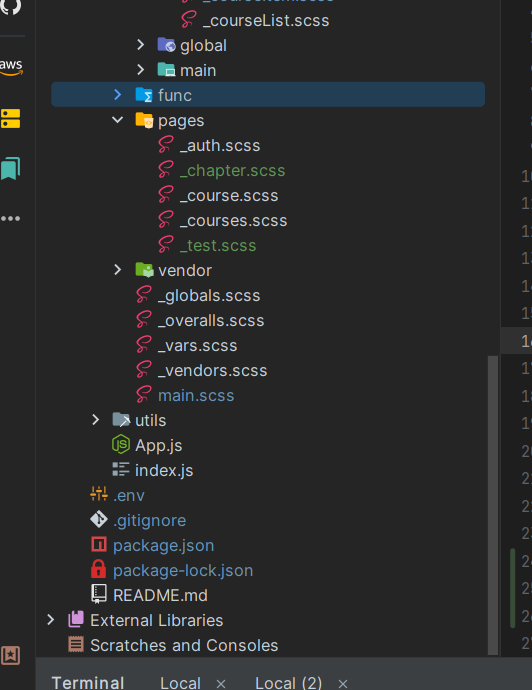 _courseList.scss
aws
global
main
func
pages
_auth.scss
_chapter.scss
_course.scss
_courses.scss
_test.scss
vendor
_globals.scss
_overalls.scss
_vars.scss
_vendors.scss
main.scss
utils
JS App.js
index.js
.env
.gitignore
package.json
package-lock.json
README.md
External Libraries
Scratches and Consoles
Terminal Local × Local (2) ×